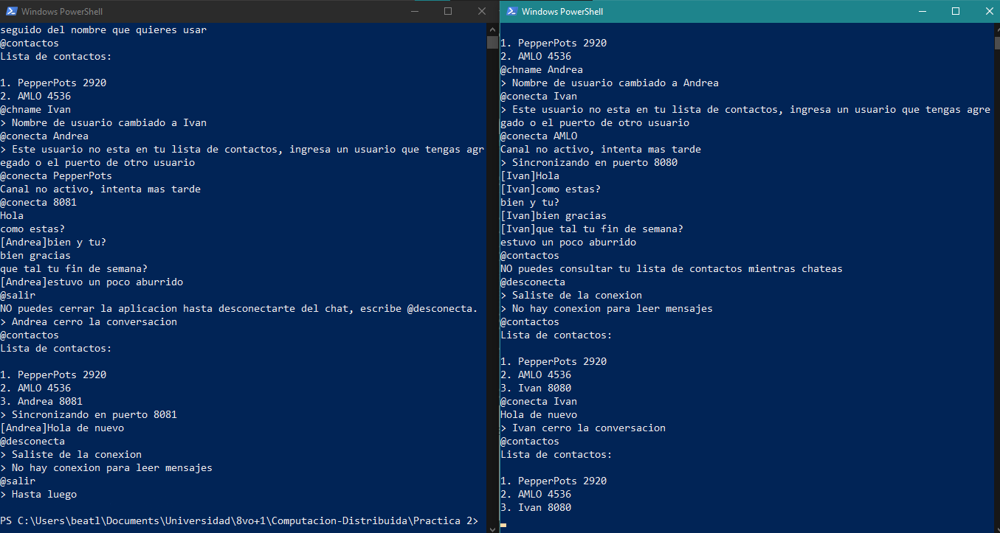 Windows PowerShell
seguido del nombre que quieres usar
@contactos
Lista de contactos:
1. PepperPots 2920
2. AMLO 4536
@chname Ivan
> Nombre de usuario cambiado a Ivan
@conecta Andrea
> Este usuario no esta en tu lista de contactos, ingresa un usuario que tengas agr
egado o el puerto de otro usuario
@conecta PepperPots
Canal no activo, intenta mas tarde
@conecta 8081
Hola
como estas?
[Andrea]bien y tu?
bien gracias
que tal tu fin de semana?
[Andrea]estuvo un poco aburrido
@salir
NO puedes cerrar la aplicacion hasta desconectarte del chat, escribe @desconecta.
> Andrea cerro la conversacion
@contactos
Lista de contactos:
1. PepperPots 2920
2. AMLO 4536
3. Andrea 8081
> Sincronizando en puerto 8081
[Andrea]Hola de nuevo
@desconecta
> Saliste de la conexion
> No hay conexion para leer mensajes
@salir
> Hasta luego
PS C:\Users\beatl\Documents\Universidad\8vo+1\Computacion-Distribuida\Practica 2>
Windows PowerShell
1. PepperPots 2920
2. AMLO 4536
@chname Andrea
> Nombre de usuario cambiado a Andrea
@conecta Ivan
> Este usuario no esta en tu lista de contactos, ingresa un usuario que tengas agre
gado o el puerto de otro usuario
@conecta AMLO
Canal no activo, intenta mas tarde
> Sincronizando en puerto 8080
[Ivan]Hola
[Ivan]como estas?
bien y tu?
[Ivan]bien gracias
[Ivan]que tal tu fin de semana?
estuvo un poco aburrido
@contactos
NO puedes consultar tu lista de contactos mientras chateas
@desconecta
> Saliste de la conexion
> No hay conexion para leer mensajes
@contactos
Lista de contactos:
1. PepperPots 2920
2. AMLO 4536
3. Ivan 8080
@conecta Ivan
Hola de nuevo
> Ivan cerro la conversacion
@contactos
Lista de contactos:
1. PepperPots 2920
2. AMLO 4536
3. Ivan 8080